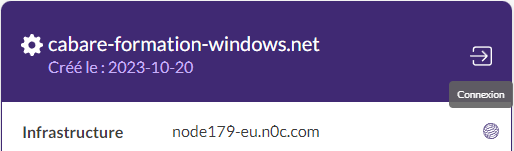 cabare-formation-windows.net
Créé le : 2023-10-20
Connexion
Infrastructure node179-eu.n0c.com